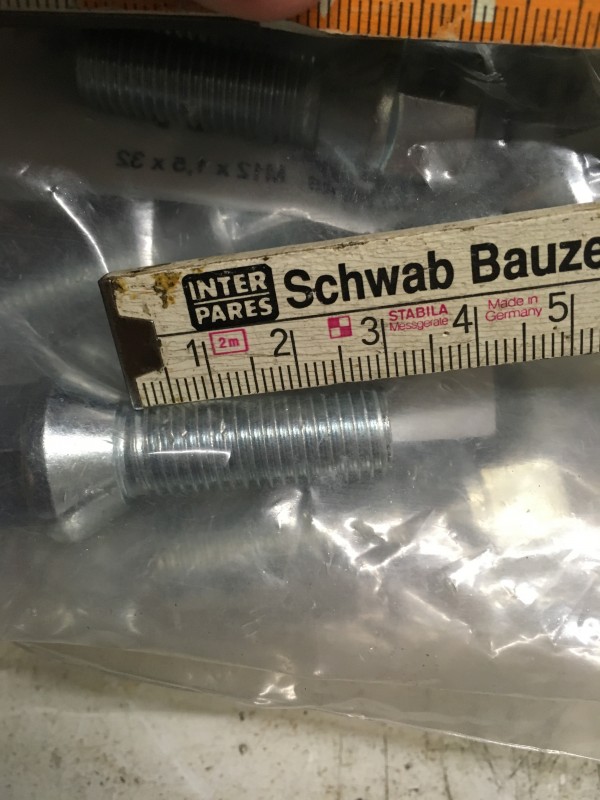 M12 x 1,5 x 32
INTER
PARES
Schwab Bauze
STABILA
Messgeräte
Made in
Germany
1 2m 2 3 4 5